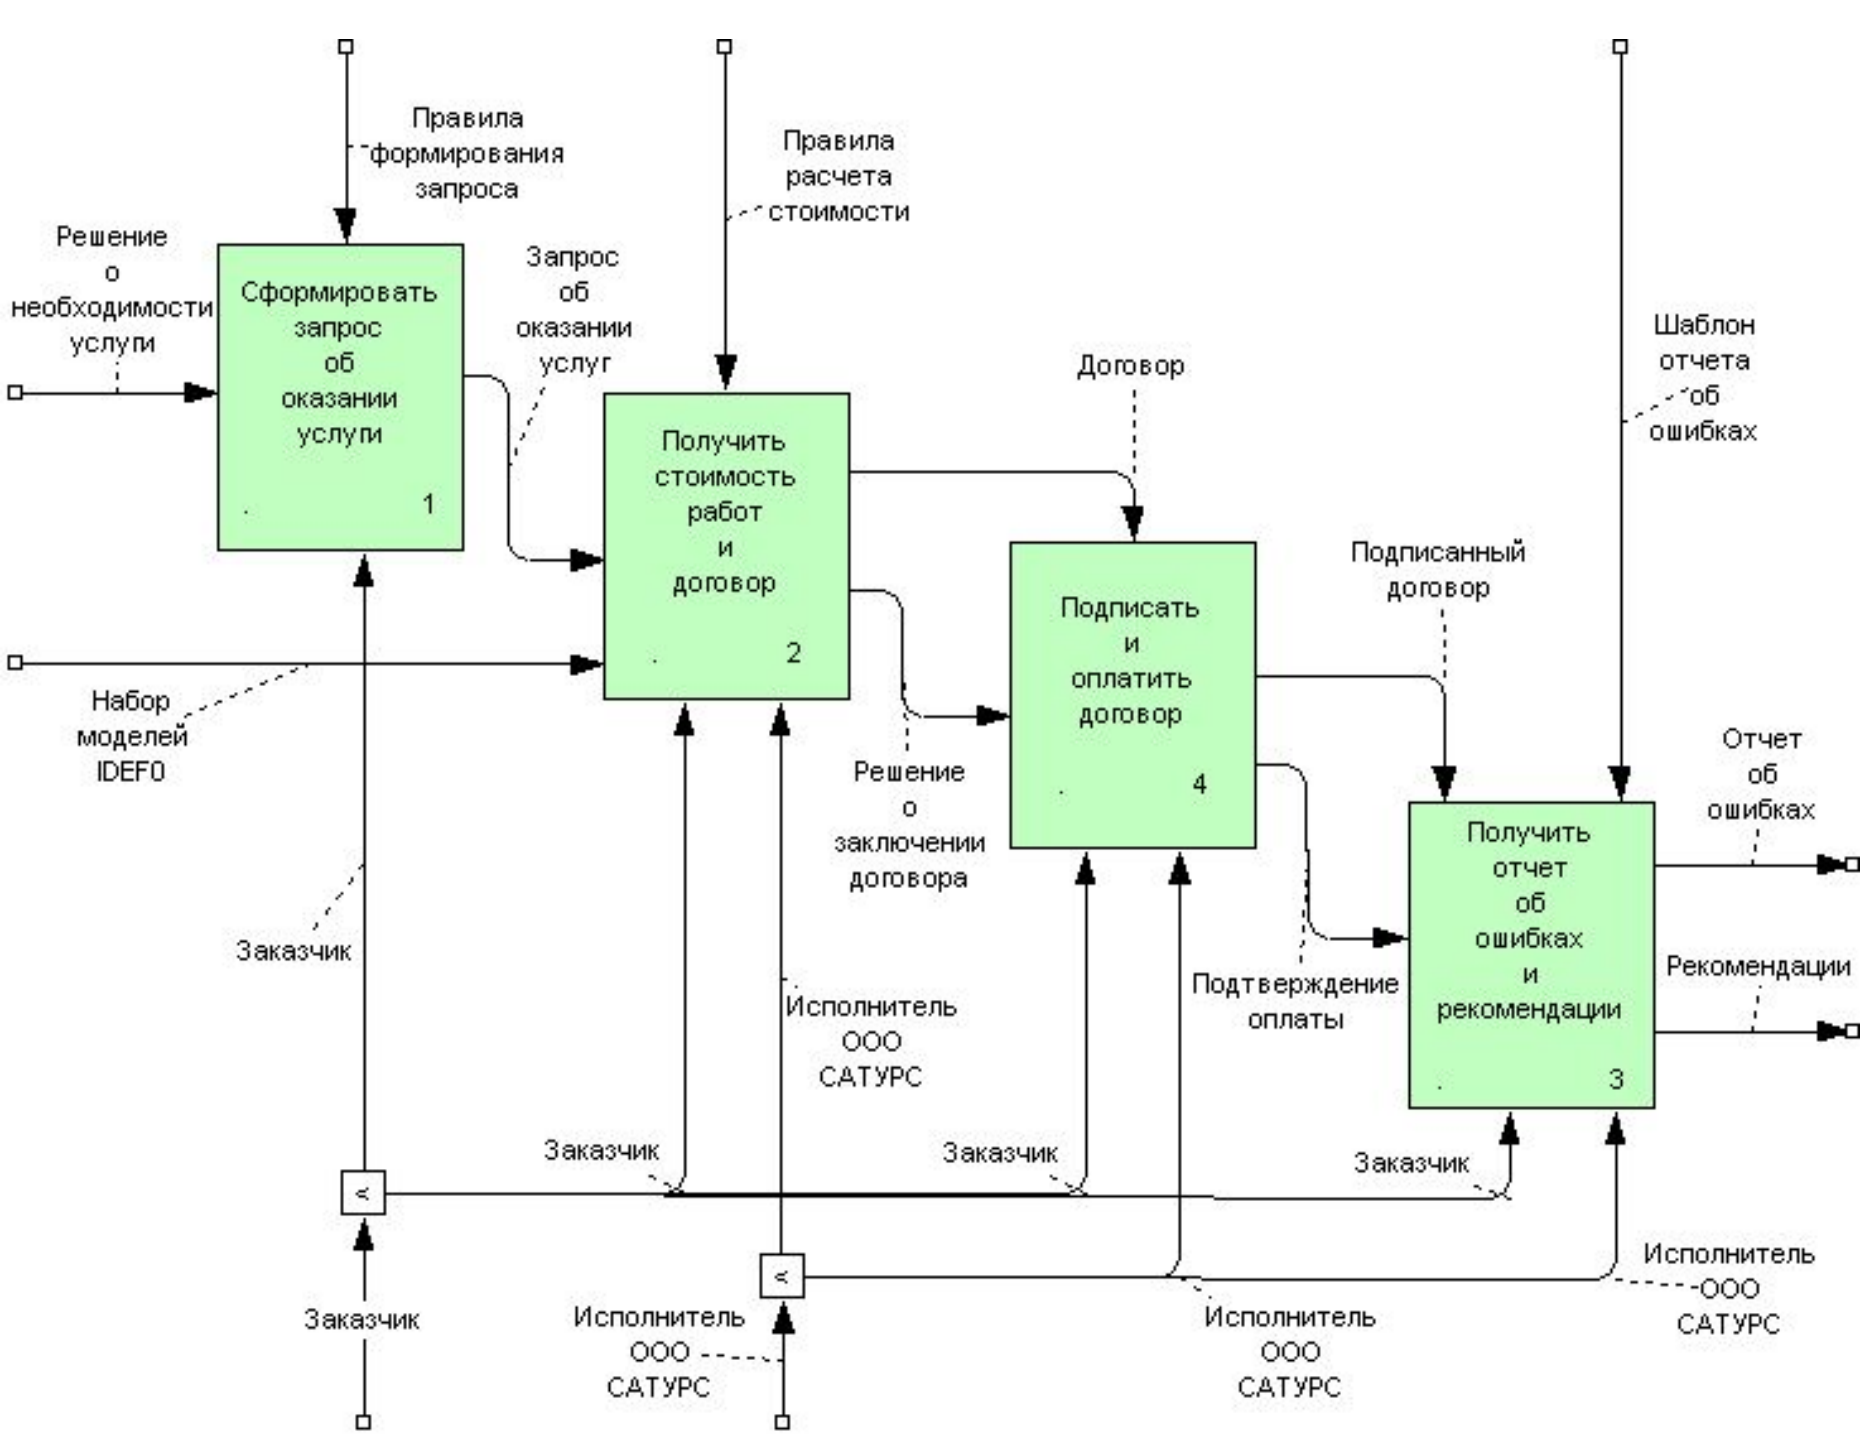 Правила
формирования
запроса
Правила
расчета
стоимости
Решение
о
необходимости
услуги
Сформировать
запрос
об
оказании
услуги
1
Запрос
об
оказании
услуг
Шаблон
отчета
об
ошибках
Договор
Получить
стоимость
работ
и
договор
2
Подписанный
договор
Подписать
и
оплатить
договор
4
Набор
моделей
IDEF0
Решение
о
заключении
договора
Отчет
об
ошибках
Получить
отчет
об
ошибках
и
рекомендации
3
Рекомендации
Заказчик
Исполнитель
ООО
САТУРС
Подтверждение
оплаты
Заказчик
Заказчик
Заказчик
<
<
Заказчик
Исполнитель
ООО
САТУРС
Исполнитель
ООО
САТУРС
Исполнитель
ООО
САТУРС